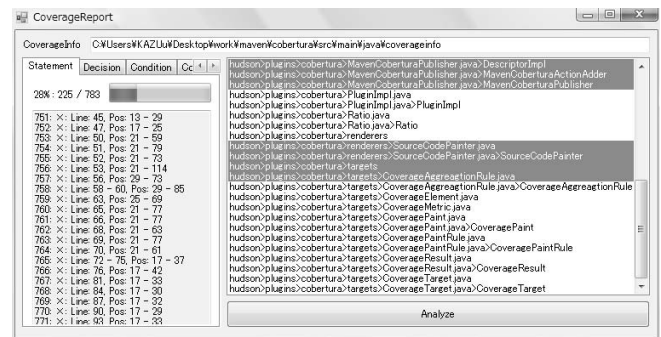 CoverageReport
CoverageInfo C:¥Users¥KAZUu¥Desktop¥work¥maven¥cobertura¥src¥main¥java¥coverageinfo
Statement Decision Condition Cc
28% : 225 / 783
751: ×: Line: 45, Pos: 13 - 29
752: ×: Line: 47, Pos: 17 - 25
753: ×: Line: 50, Pos: 21 - 59
754: ×: Line: 51, Pos: 21 - 79
755: ×: Line: 52, Pos: 21 - 73
756: ×: Line: 53, Pos: 21 - 114
757: ×: Line: 56, Pos: 29 - 73
758: ×: Line: 58 - 60, Pos: 29 - 85
759: ×: Line: 63, Pos: 25 - 69
760: ×: Line: 65, Pos: 21 - 77
761: ×: Line: 66, Pos: 21 - 77
762: ×: Line: 68, Pos: 21 - 63
763: ×: Line: 69, Pos: 21 - 77
764: ×: Line: 70, Pos: 21 - 61
765: ×: Line: 72 - 75, Pos: 17 - 37
766: ×: Line: 76, Pos: 17 - 42
767: ×: Line: 81, Pos: 17 - 33
768: ×: Line: 84, Pos: 17 - 30
769: ×: Line: 87, Pos: 17 - 32
770: ×: Line: 90, Pos: 17 - 29
771: ×: Line: 93, Pos: 17 - 33
hudson>plugins>cobertura>MavenCoberturaPublisher.java>DescriptorImpl
hudson>plugins>cobertura>MavenCoberturaPublisher.java>MavenCoberturaActionAdder
hudson>plugins>cobertura>MavenCoberturaPublisher.java>MavenCoberturaPublisher
hudson>plugins>cobertura>PluginImpl.java
hudson>plugins>cobertura>PluginImpl.java>PluginImpl
hudson>plugins>cobertura>Ratio.java
hudson>plugins>cobertura>Ratio.java>Ratio
hudson>plugins>cobertura>renderers
hudson>plugins>cobertura>renderers>SourceCodePainter.java
hudson>plugins>cobertura>renderers>SourceCodePainter.java>SourceCodePainter
hudson>plugins>cobertura>targets
hudson>plugins>cobertura>targets>CoverageAggreagtionRule.java
hudson>plugins>cobertura>targets>CoverageAggreagtionRule.java>CoverageAggreagtionRule
hudson>plugins>cobertura>targets>CoverageElement.java
hudson>plugins>cobertura>targets>CoverageMetric.java
hudson>plugins>cobertura>targets>CoveragePaint.java
hudson>plugins>cobertura>targets>CoveragePaint.java>CoveragePaint
hudson>plugins>cobertura>targets>CoveragePaintRule.java
hudson>plugins>cobertura>targets>CoveragePaintRule.java>CoveragePaintRule
hudson>plugins>cobertura>targets>CoverageResult.java
hudson>plugins>cobertura>targets>CoverageResult.java>CoverageResult
hudson>plugins>cobertura>targets>CoverageTarget.java
hudson>plugins>cobertura>targets>CoverageTarget.java>CoverageTarget
Analyze